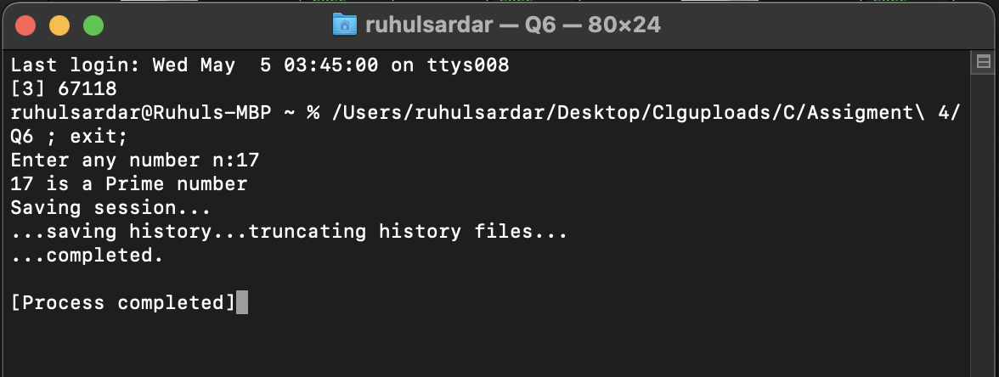 ruhulsardar — Q6 — 80×24
Last login: Wed May  5 03:45:00 on ttys008
[3] 67118
ruhulsardar@Ruhuls-MBP ~ % /Users/ruhulsardar/Desktop/Clguploads/C/Assigment\ 4/
Q6 ; exit;
Enter any number n:17
17 is a Prime number
Saving session...
...saving history...truncating history files...
...completed.
[Process completed]